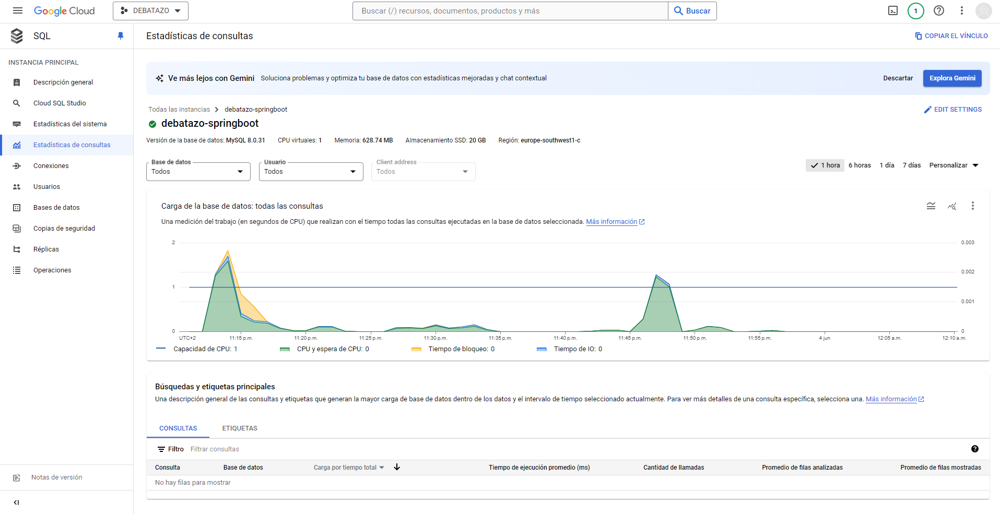 Google Cloud
DEBATAZO
Buscar (/) recursos, documentos, productos y más
Buscar
1
SQL
Estadísticas de consultas
COPIAR EL VÍNCULO
INSTANCIA PRINCIPAL
Descripción general
Cloud SQL Studio
Estadísticas del sistema
Estadísticas de consultas
Conexiones
Usuarios
Bases de datos
Copias de seguridad
Réplicas
Operaciones
Notas de versión
Ve más lejos con Gemini Soluciona problemas y optimiza tu base de datos con estadísticas mejoradas y chat contextual
Descartar
Explora Gemini
Todas las instancias debatazo-springboot
EDIT SETTINGS
debatazo-springboot
Versión de la base de datos: MySQL 8.0.31 CPU virtuales: 1 Memoria: 628.74 MB Almacenamiento SSD: 20 GB Región: europe-southwest1-c
Base de datos
Todos
Usuario
Todos
Client address
Todos
1 hora 6 horas 1 día 7 días Personalizar
Carga de la base de datos: todas las consultas
Una medición del trabajo (en segundos de CPU) que realizan con el tiempo todas las consultas ejecutadas en la base de datos seleccionada. Más información
2 0.003
0.002
1
0.001
0 0
UTC+2 11:15 p.m. 11:20 p.m. 11:25 p.m. 11:30 p.m. 11:35 p.m. 11:40 p.m. 11:45 p.m. 11:50 p.m. 11:55 p.m. 4 jun 12:05 a.m. 12:10 a.m.
Capacidad de CPU: 1 CPU y espera de CPU: 0 Tiempo de bloqueo: 0 Tiempo de IO: 0
Búsquedas y etiquetas principales
Una descripción general de las consultas y etiquetas que generan la mayor carga de base de datos dentro de los datos y el intervalo de tiempo seleccionado actualmente. Para ver más detalles de una consulta específica, selecciona una. Más información
CONSULTAS ETIQUETAS
Filtro Filtrar consultas
Consulta Base de datos Carga por tiempo total Tiempo de ejecución promedio (ms) Cantidad de llamadas Promedio de filas analizadas Promedio de filas mostradas
No hay filas para mostrar